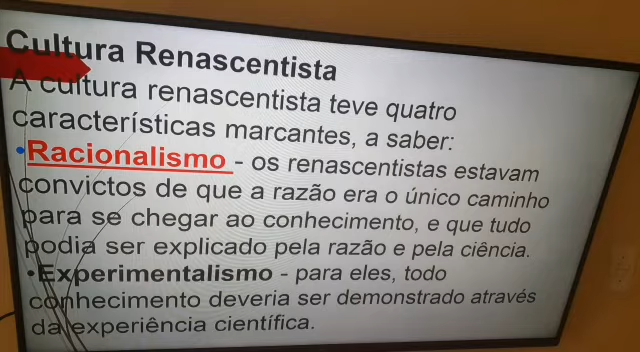 Cultura Renascentista
A cultura renascentista teve quatro
características marcantes, a saber:
•Racionalismo - os renascentistas estavam
convictos de que a razão era o único caminho
para se chegar ao conhecimento, e que tudo
podia ser explicado pela razão e pela ciência.
•Experimentalismo - para eles, todo
conhecimento deveria ser demonstrado através
da experiência científica.